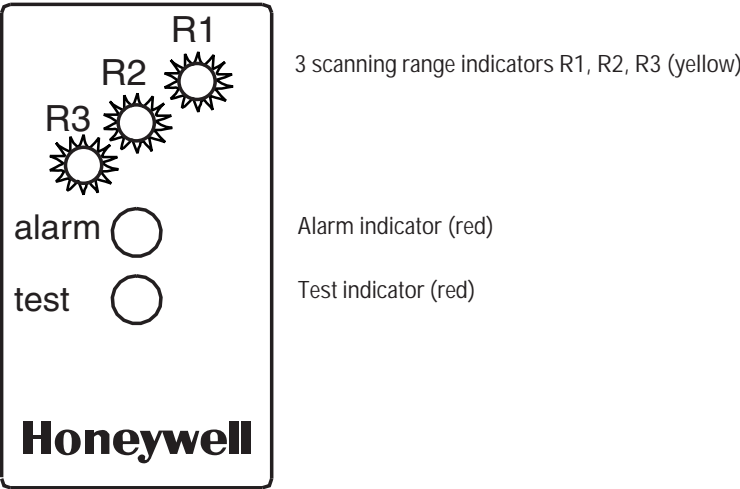 R1
3 scanning range indicators R1, R2, R3 (yellow)
R2
R3
alarm
Alarm indicator (red)
test
Test indicator (red)
Honeywell